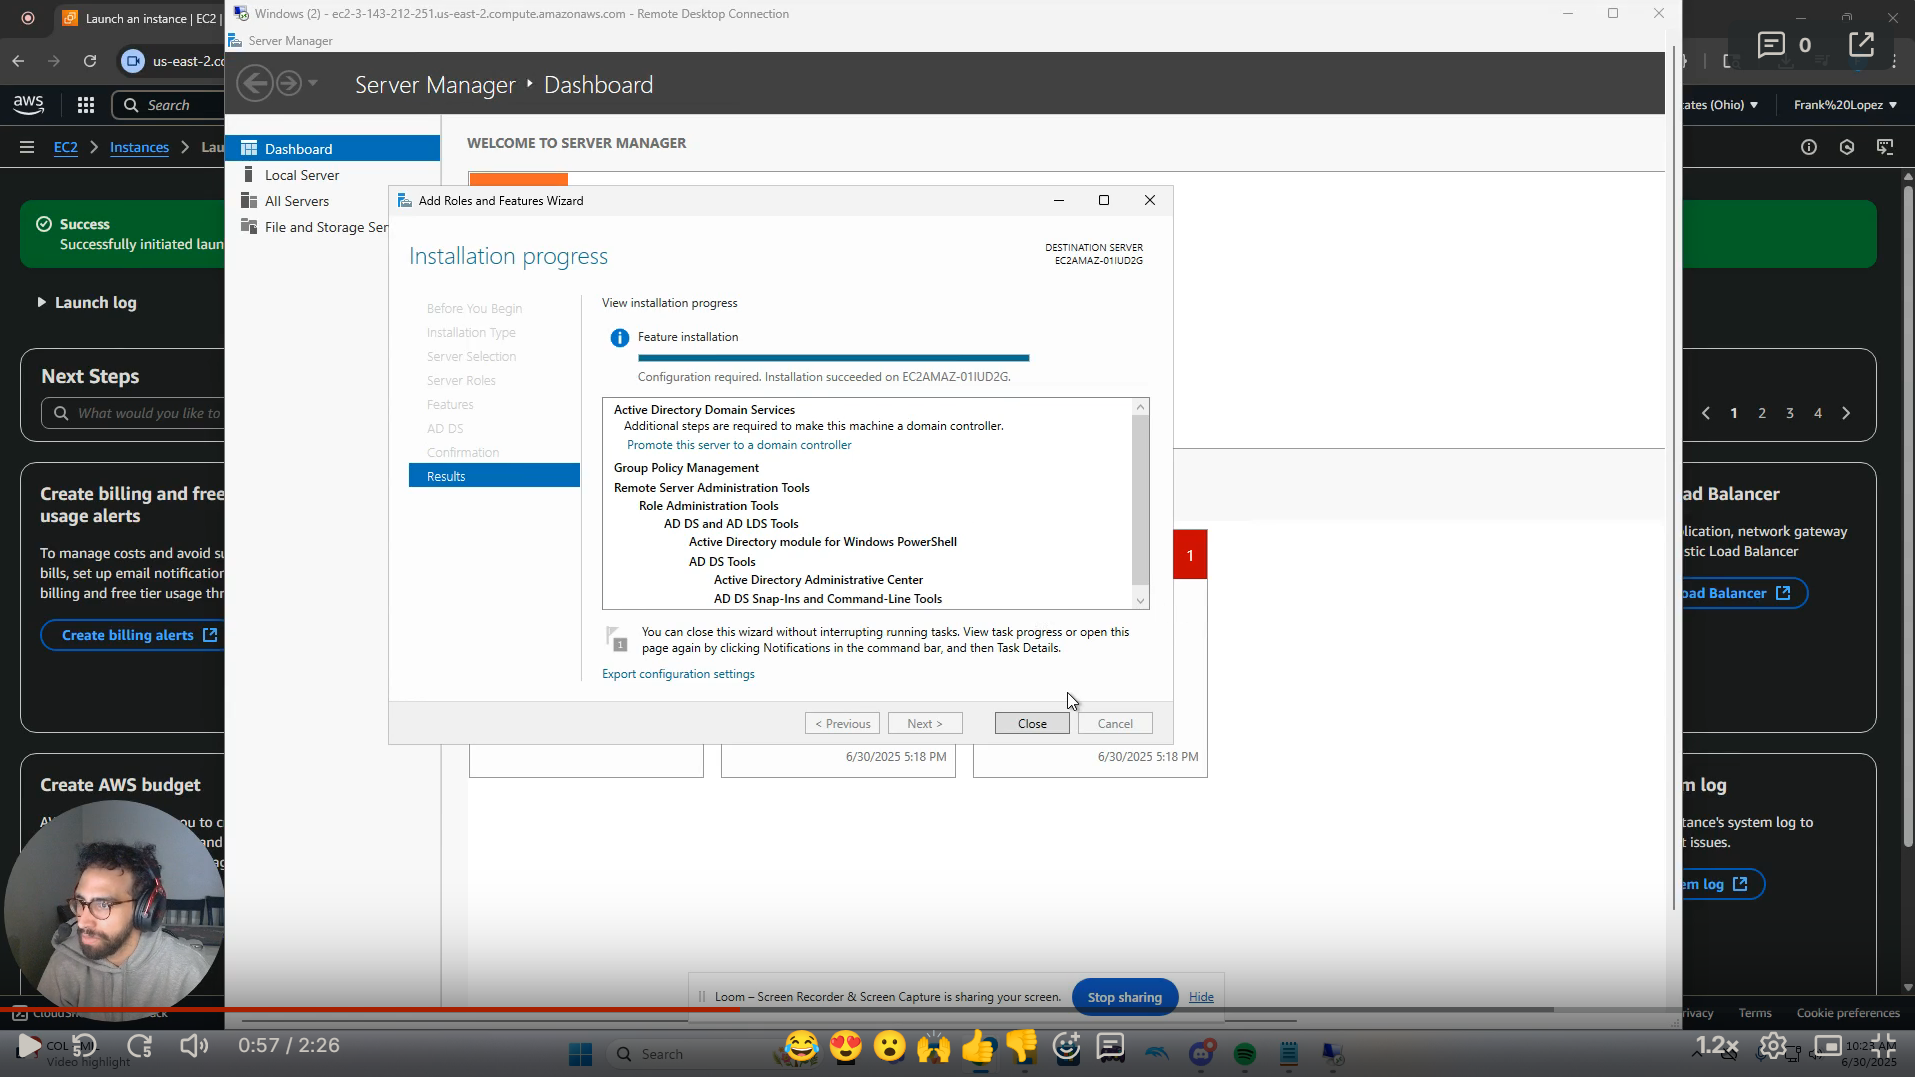 Launch an instance | EC2 |
Windows (2) - ec2-3-143-212-251.us-east-2.compute.amazonaws.com - Remote Desktop Connection
Server Manager
0
us-east-2.co
Server Manager • Dashboard
aws
Search
ates (Ohio)
Frank%20Lopez
EC2
Instances
Lau
Dashboard
Local Server
All Servers
File and Storage Ser
WELCOME TO SERVER MANAGER
Success
Successfully initiated laun
Launch log
Next Steps
What would you like to
1 2 3 4
Create billing and free
usage alerts
To manage costs and avoid su
bills, set up email notification
billing and free tier usage thr
Create billing alerts
Create AWS budget
Add Roles and Features Wizard
Installation progress
DESTINATION SERVER
EC2AMAZ-01IUD2G
Before You Begin
Installation Type
Server Selection
Server Roles
Features
AD DS
Confirmation
Results
View installation progress
Feature installation
Configuration required. Installation succeeded on EC2AMAZ-01IUD2G.
Active Directory Domain Services
Additional steps are required to make this machine a domain controller.
Promote this server to a domain controller
Group Policy Management
Remote Server Administration Tools
Role Administration Tools
AD DS and AD LDS Tools
Active Directory module for Windows PowerShell
AD DS Tools
Active Directory Administrative Center
AD DS Snap-Ins and Command-Line Tools
1
You can close this wizard without interrupting running tasks. View task progress or open this
page again by clicking Notifications in the command bar, and then Task Details.
Export configuration settings
< Previous
Next >
Close
Cancel
1
6/30/2025 5:18 PM
6/30/2025 5:18 PM
ad Balancer
lication, network gateway
stic Load Balancer
oad Balancer
m log
tance's system log to
t issues.
em log
Loom – Screen Recorder & Screen Capture is sharing your screen.
Stop sharing
Hide
rivacy
Terms
Cookie preferences
5
5
0:57 / 2:26
Video highlight
Search
1.2x
6/30/2025